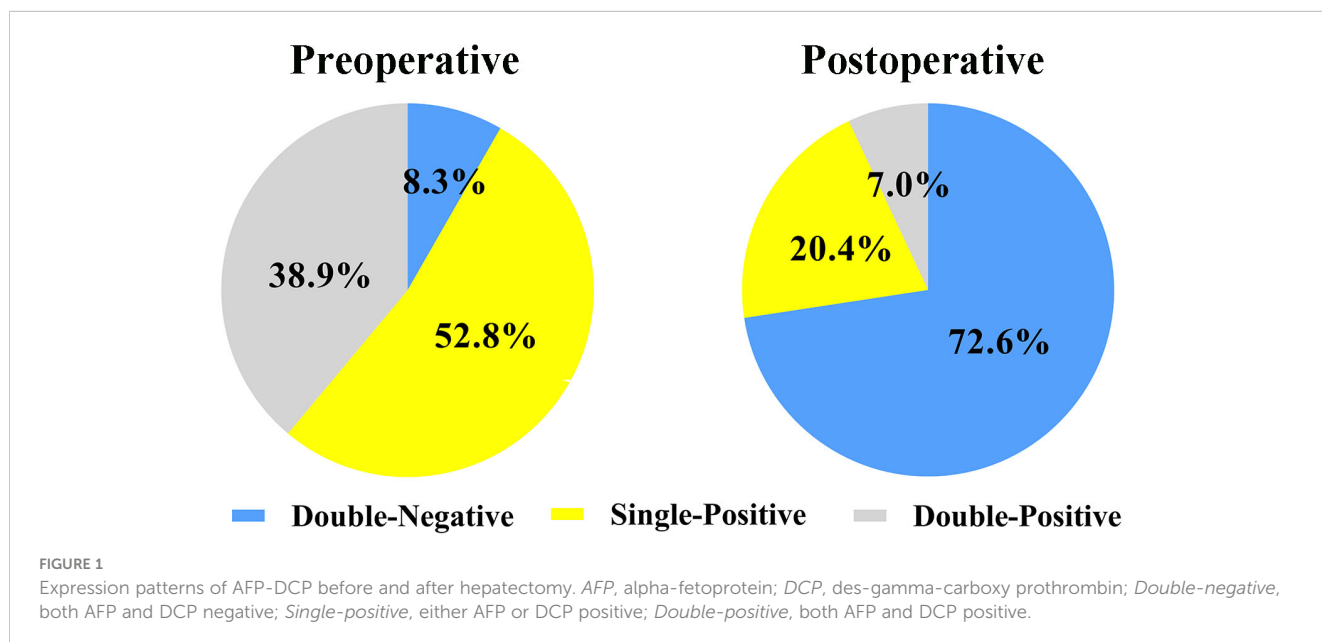 Preoperative
Postoperative
8.3%
38.9%
52.8%
7.0%
20.4%
72.6%
Double-Negative Single-Positive Double-Positive
FIGURE 1
Expression patterns of AFP-DCP before and after hepatectomy. AFP, alpha-fetoprotein; DCP, des-gamma-carboxy prothrombin; Double-negative,
both AFP and DCP negative; Single-positive, either AFP or DCP positive; Double-positive, both AFP and DCP positive.